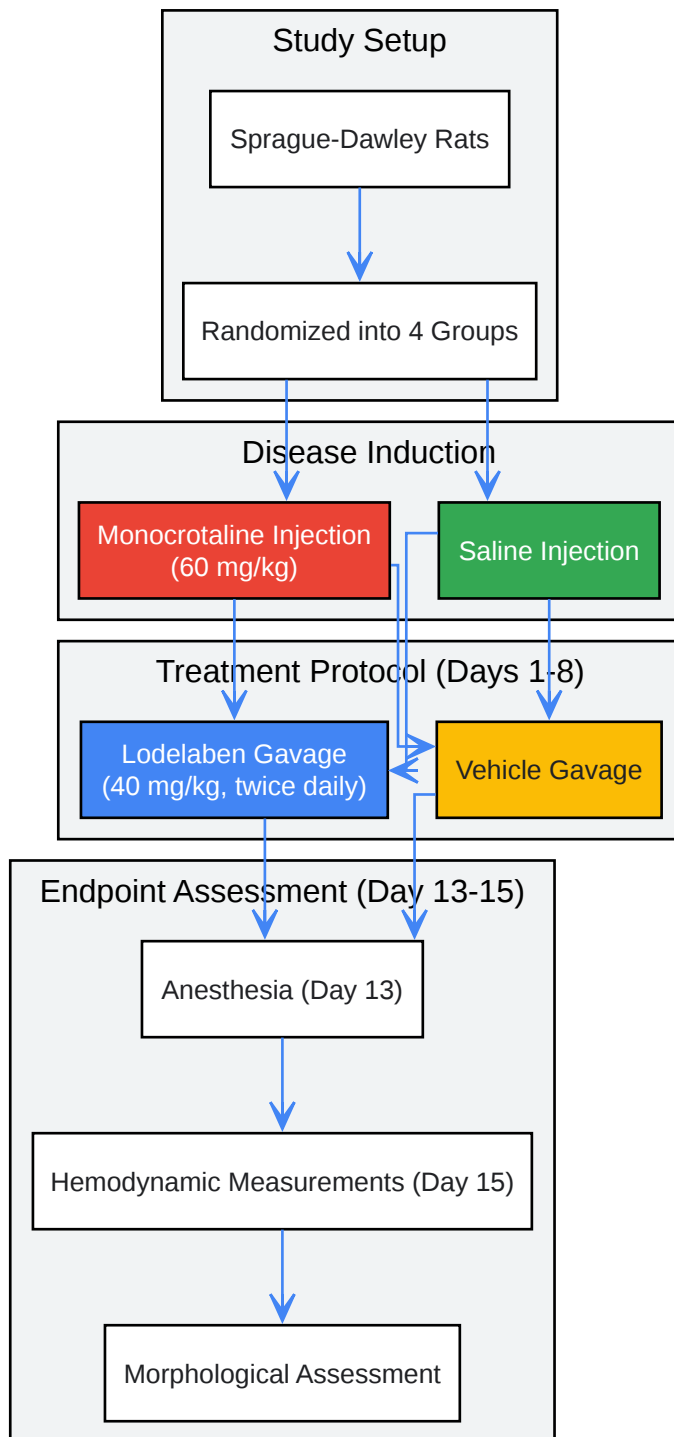 Study Setup
Sprague-Dawley Rats
Randomized into 4 Groups
Disease Induction
Monocrotaline Injection
(60 mg/kg)
Saline Injection
Treatment Protocol (Days 1-8)
Lodelaben Gavage
(40 mg/kg, twice daily)
Vehicle Gavage
Endpoint Assessment (Day 13-15)
Anesthesia (Day 13)
Hemodynamic Measurements (Day 15)
Morphological Assessment